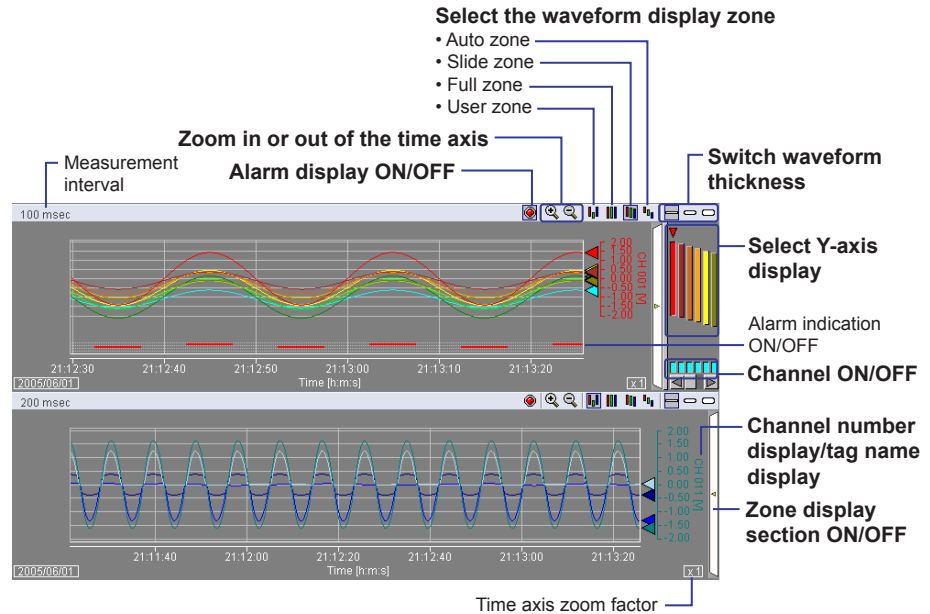 Select the waveform display zone
• Auto zone
• Slide zone
• Full zone
• User zone
Zoom in or out of the time axis
Measurement
interval
Alarm display ON/OFF
Switch waveform
thickness
100 msec
2.00
1.50
1.00
0.50
0.00
-0.50
-1.00
-1.50
-2.00
CH 001 [V]
Select Y-axis
display
Alarm indication
ON/OFF
21:12:30
21:12:40
21:12:50
21:13:00
21:13:10
21:13:20
2005/06/01
Time [h:m:s]
x 1
Channel ON/OFF
200 msec
2.00
1.50
1.00
0.50
0.00
-0.50
-1.00
-1.50
-2.00
CH 011 [V]
Channel number
display/tag name
display
Zone display
section ON/OFF
21:11:40
21:12:00
21:12:20
21:12:40
21:13:00
21:13:20
2005/06/01
Time [h:m:s]
x 1
Time axis zoom factor